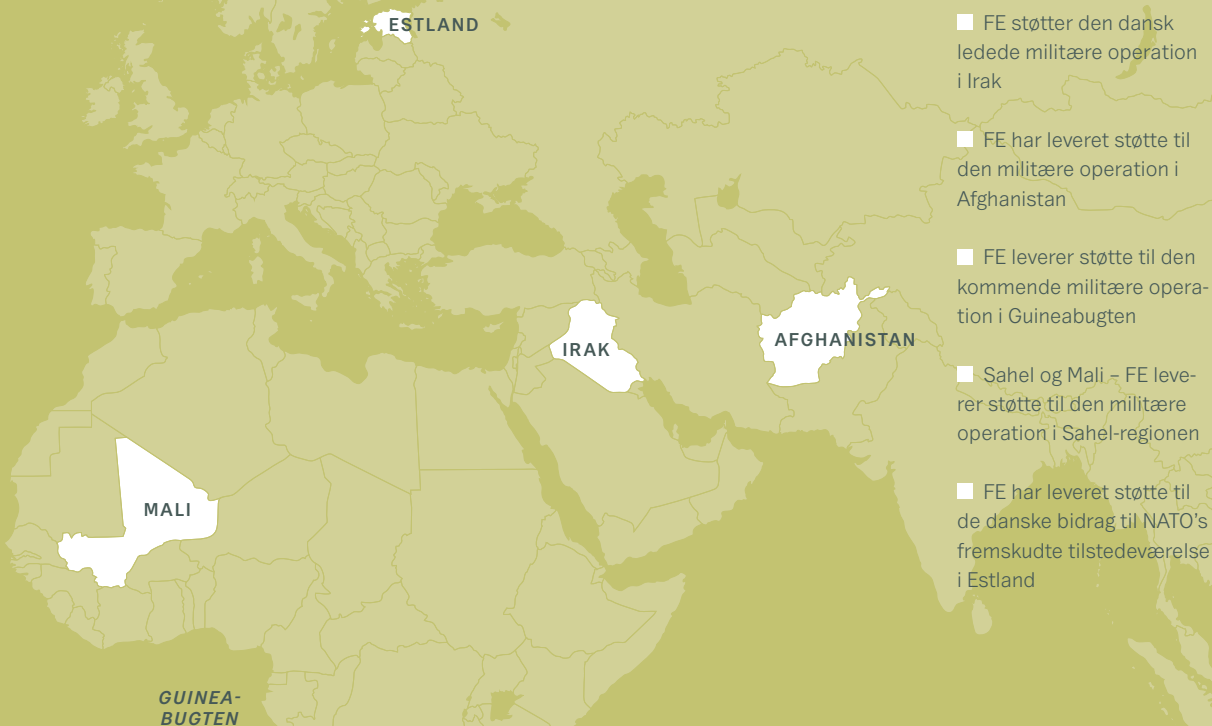 ESTLAND
IRAK
AFGHANISTAN
MALI
GUINEA-
BUGTEN
FE støtter den dansk
ledede militære operation
i Irak
FE har leveret støtte til
den militære operation i
Afghanistan
FE leverer støtte til den
kommende militære opera-
tion i Guineabugten
Sahel og Mali – FE leve-
rer støtte til den militære
operation i Sahel-regionen
FE har leveret støtte til
de danske bidrag til NATO’s
fremskudte tilstedeværelse
i Estland